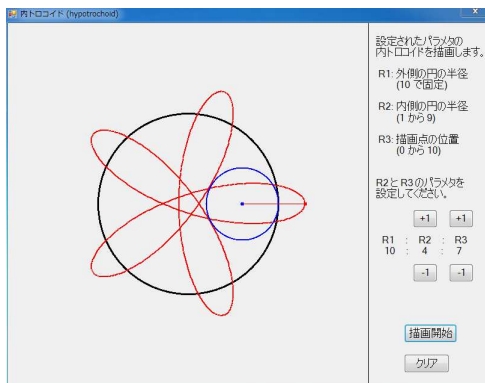 内トロコイド (hypotrochoid)
設定されたパラメタの
内トロコイドを描画します。
R1: 外側の円の半径
(10 で固定)
R2: 内側の円の半径
(1 から 9)
R3: 描画点の位置
(0 から 10)
R2とR3のパラメタを
設定してください。
+1 +1
R1 : R2 : R3
10 : 4 : 7
-1 -1
描画開始
クリア